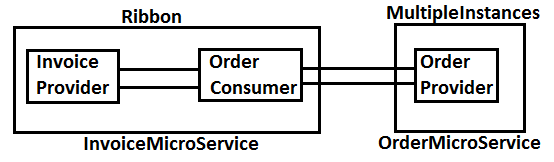 Ribbon
MultipleInstances
Invoice
Provider
Order
Consumer
Order
Provider
InvoiceMicroService
OrderMicroService